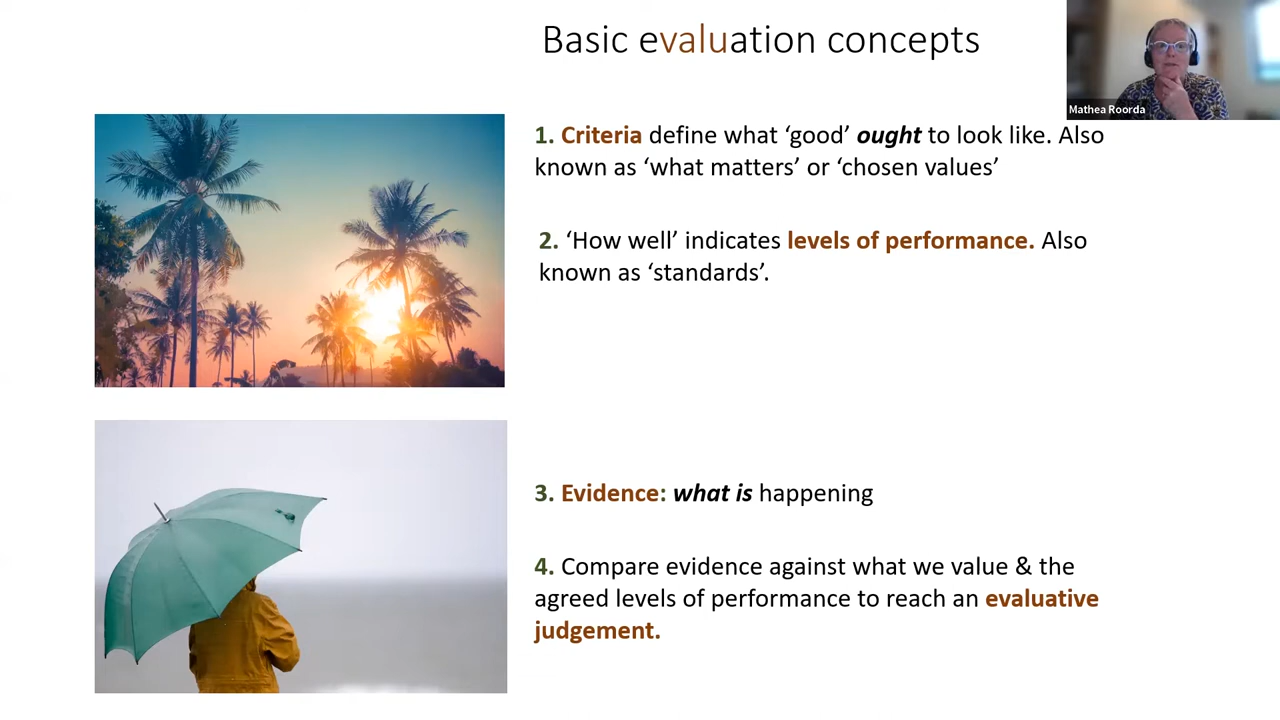 Basic evaluation concepts
Mathea Roorda
1. Criteria define what ‘good’ ought to look like. Also
known as ‘what matters’ or ‘chosen values’
2. ‘How well’ indicates levels of performance. Also
known as ‘standards’.
3. Evidence: what is happening
4. Compare evidence against what we value & the
agreed levels of performance to reach an evaluative
judgement.